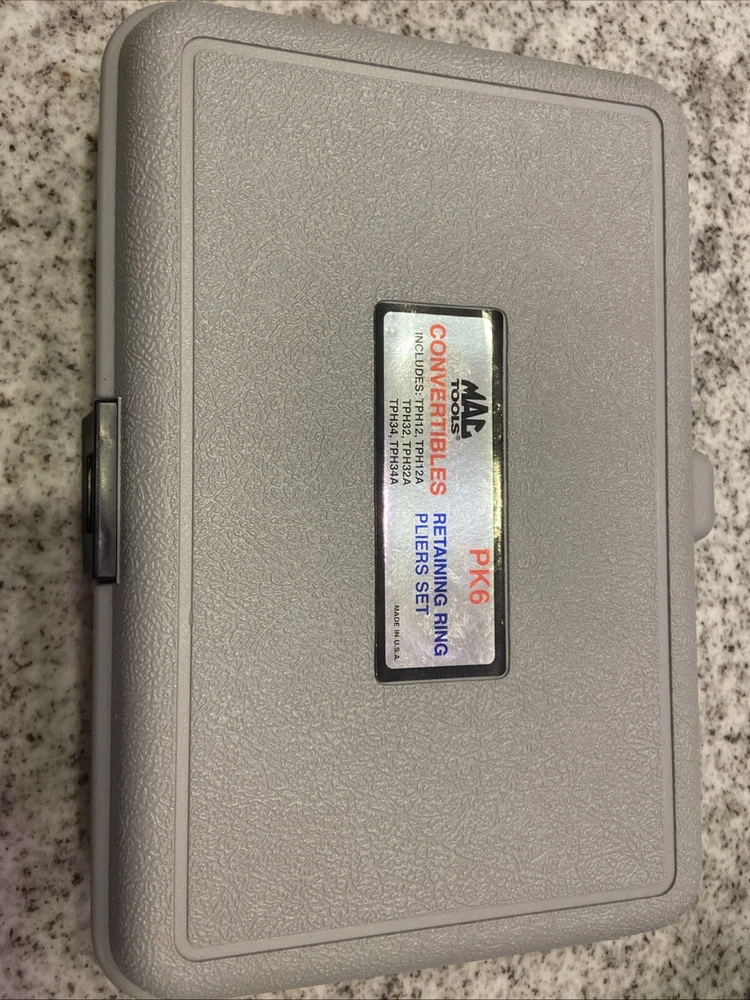 MAC
TOOLS®
PK6
CONVERTIBLES
RETAINING RING
PLIERS SET
INCLUDES: TPH12, TPH12A
TPH32, TPH32A
TPH34, TPH34A
MADE IN U.S.A.